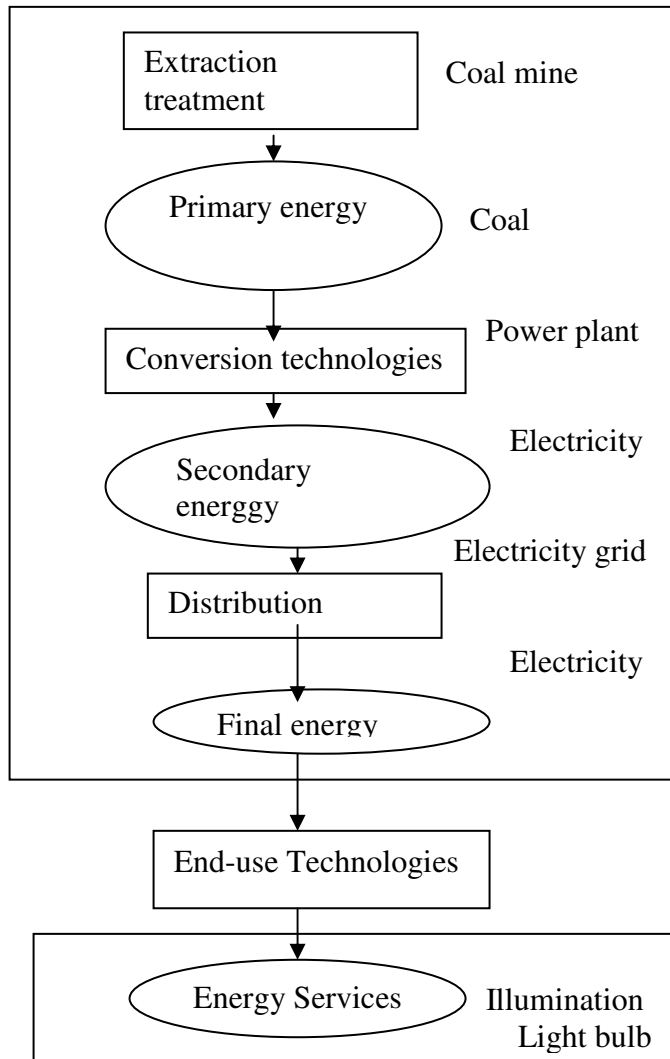 Extraction
treatment
Coal mine
Primary energy
Coal
Power plant
Conversion technologies
Electricity
Secondary
energgy
Electricity grid
Distribution
Electricity
Final energy
End-use Technologies
Energy Services
Illumination
Light bulb